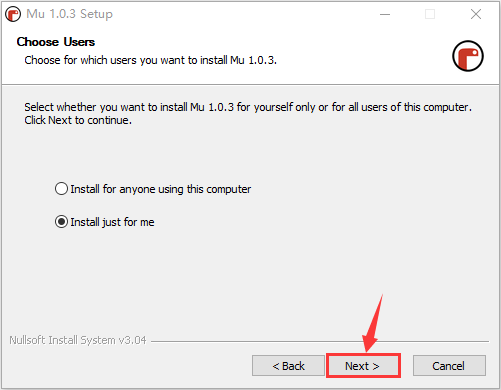 Mu 1.0.3 Setup
Choose Users
Choose for which users you want to install Mu 1.0.3.
Select whether you want to install Mu 1.0.3 for yourself only or for all users of this computer.
Click Next to continue.
Install for anyone using this computer
Install just for me
Nullsoft Install System v3.04
< Back
Next >
Cancel